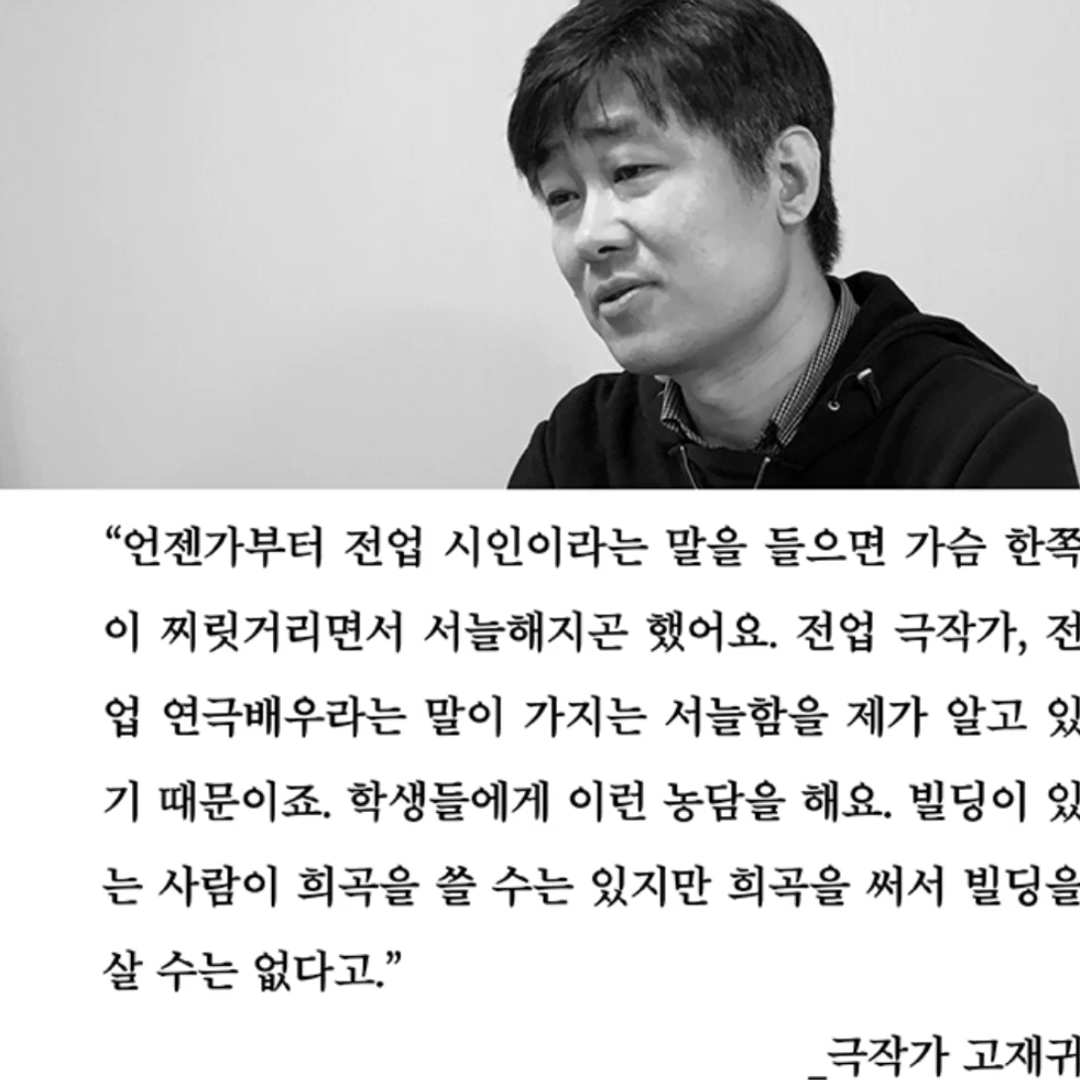 “언젠가부터 전업 시인이라는 말을 들으면 가슴 한쪽
이 찌릿거리면서 서늘해지곤 했어요. 전업 극작가, 전
업 연극배우라는 말이 가지는 서늘함을 제가 알고 있
기 때문이죠. 학생들에게 이런 농담을 해요. 빌딩이 있
는 사람이 희곡을 쓸 수는 있지만 희곡을 써서 빌딩을
살 수는 없다고.”
_극작가 고재귀